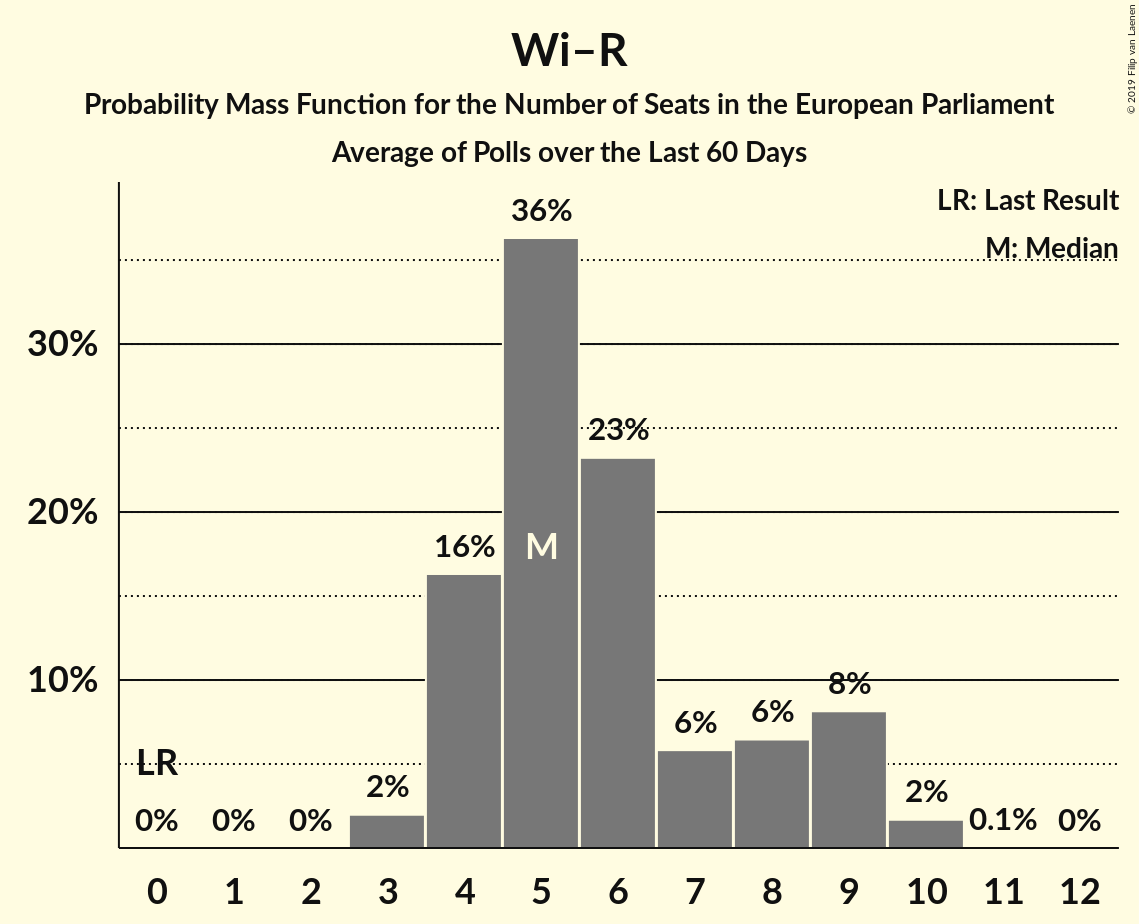 Wi–R
Probability Mass Function for the Number of Seats in the European Parliament
Average of Polls over the Last 60 Days
© 2019 Filip van Laenen
LR: Last Result
M: Median
30%
20%
10%
LR
0%
0%
0%
2%
16%
36%
M
23%
6%
6%
8%
2%
0.1%
0%
0 1 2 3 4 5 6 7 8 9 10 11 12